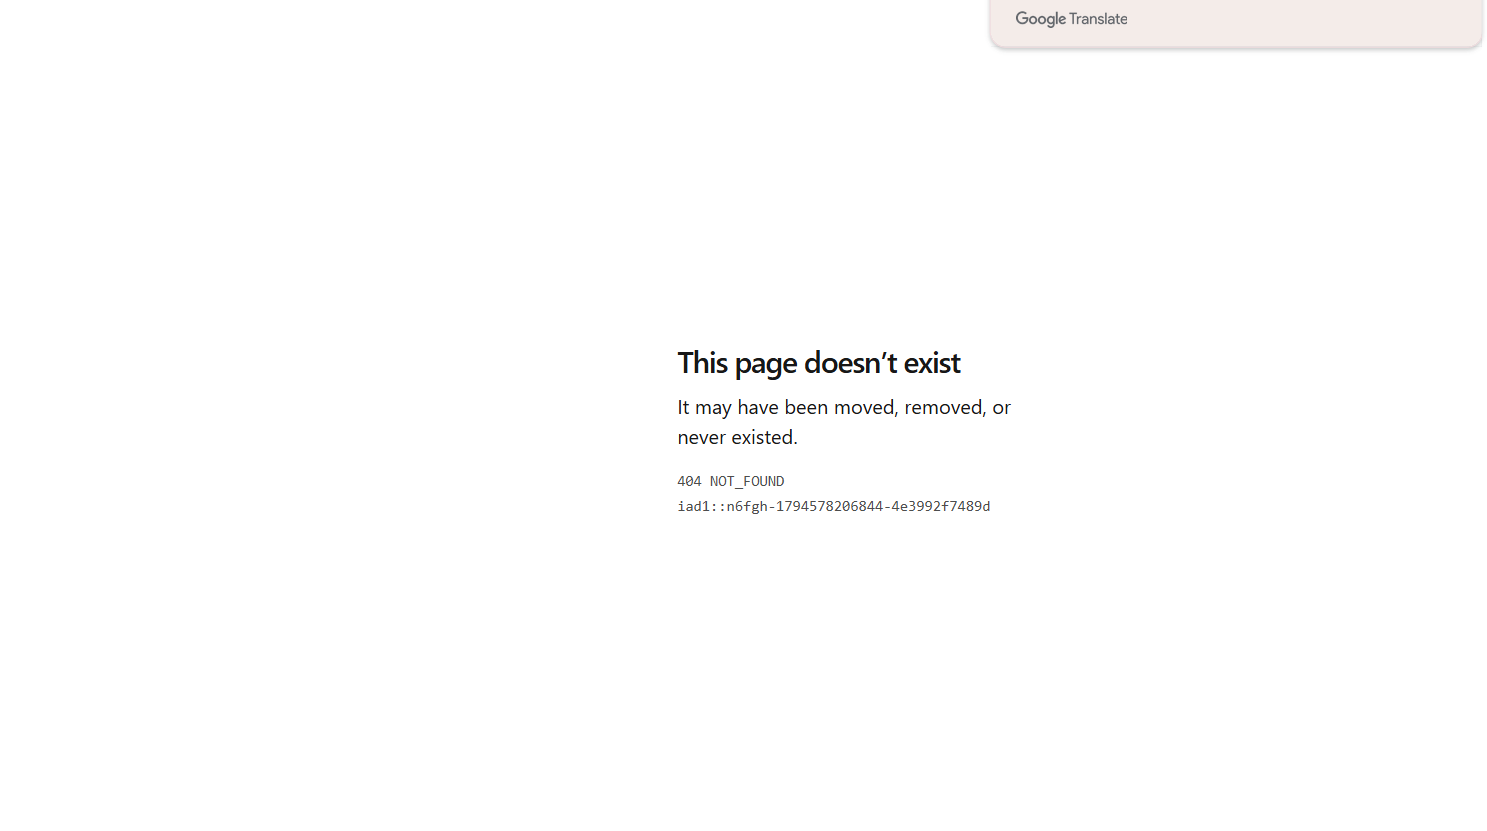 Google Translate
This page doesn’t exist
It may have been moved, removed, or
never existed.
404 NOT_FOUND
iad1::n6fgh-1794578206844-4e3992f7489d